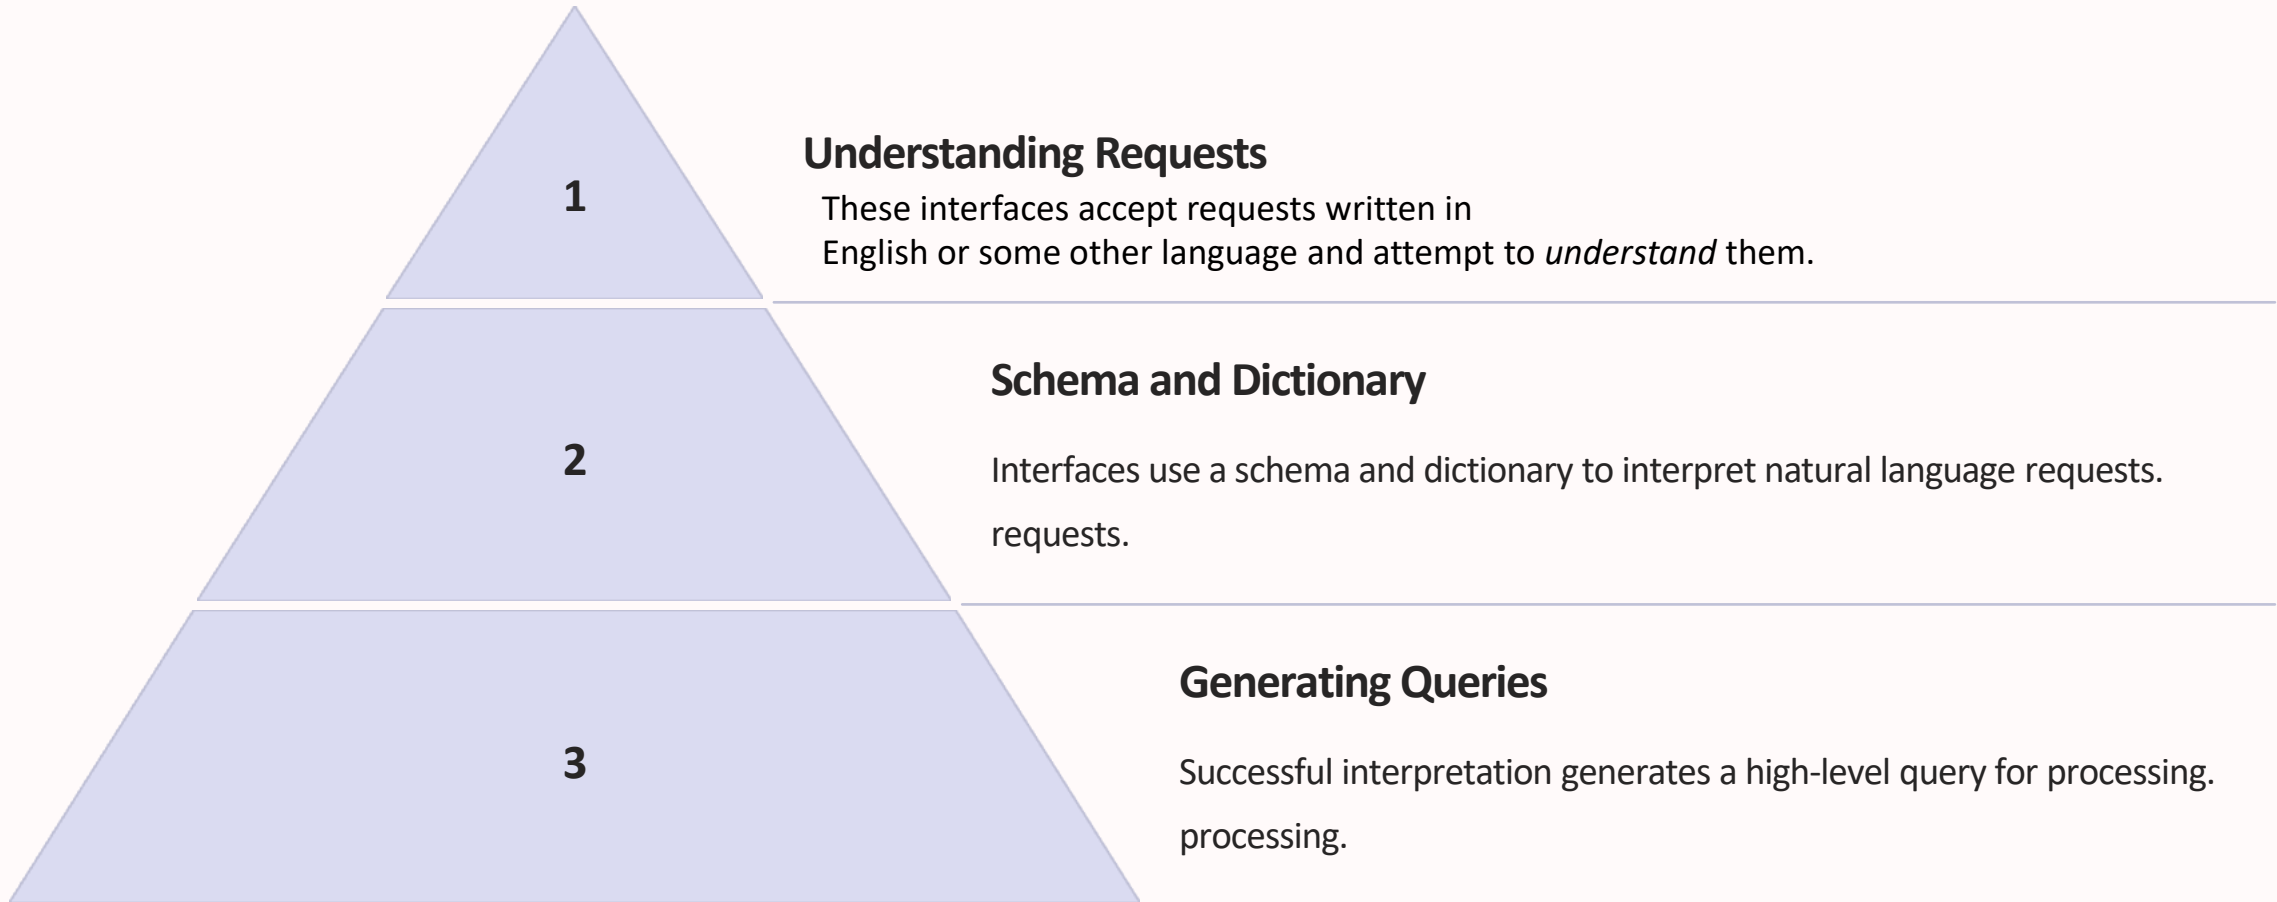 1
Understanding Requests
These interfaces accept requests written in
English or some other language and attempt to understand them.
2
Schema and Dictionary
Interfaces use a schema and dictionary to interpret natural language requests.
requests.
3
Generating Queries
Successful interpretation generates a high-level query for processing.
processing.